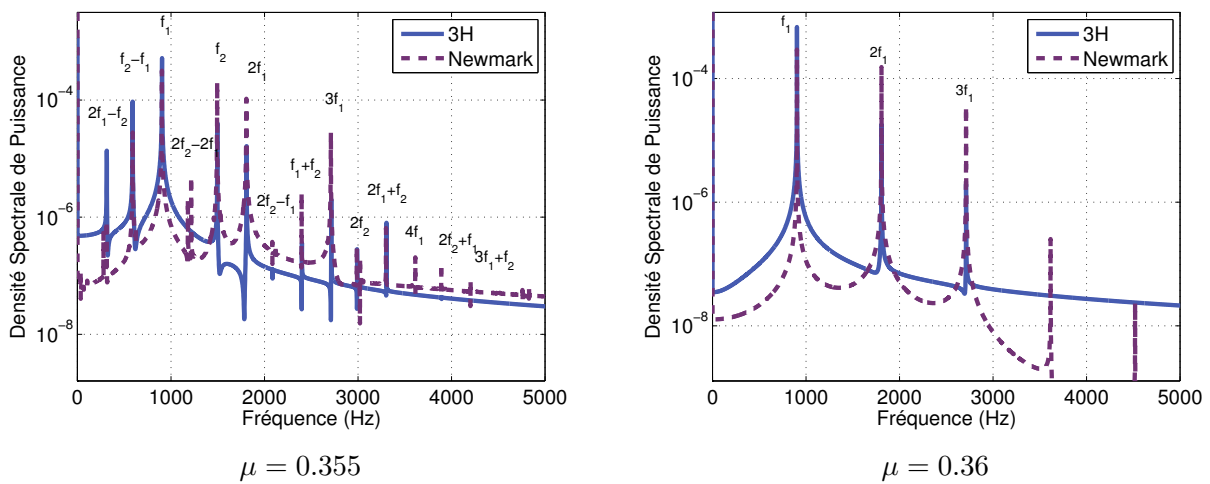 3H
Newmark
f1
f2−f1
f2
2f1
2f1−f2
3f1
2f2−2f1
f1+f2
2f2−f1
2f1+f2
2f2
4f1
2f2+f1
3f1+f2
10−4
10−6
10−8
Densité Spectrale de Puissance
0 1000 2000 3000 4000 5000
Fréquence (Hz)
μ = 0.355
3H
Newmark
f1
2f1
3f1
10−4
10−6
10−8
Densité Spectrale de Puissance
0 1000 2000 3000 4000 5000
Fréquence (Hz)
μ = 0.36